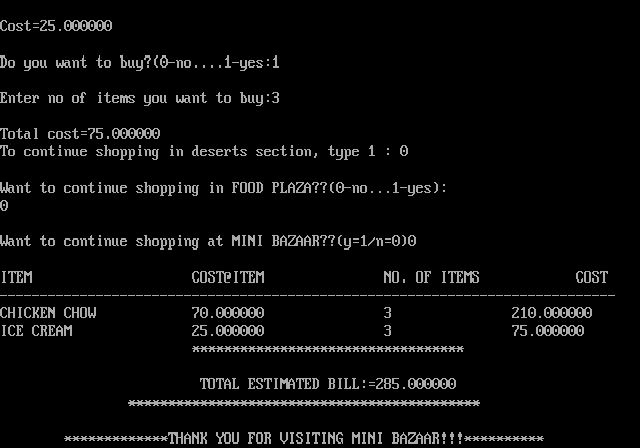 Cost=25.000000
Do you want to buy?(0-no....1-yes:1
Enter no of items you want to buy:3
Total cost=75.000000
To continue shopping in deserts section, type 1 : 0
Want to continue shopping in FOOD PLAZA??(0-no...1-yes):
0
Want to continue shopping at MINI BAZAAR??(y=1/n=0)0
ITEM COST@ITEM NO. OF ITEMS COST
--------------------------------------------------------------------------------
CHICKEN CHOW 70.000000 3 210.000000
ICE CREAM 25.000000 3 75.000000
**********************************
TOTAL ESTIMATED BILL:=285.000000
********************************************
*************THANK YOU FOR VISITING MINI BAZAAR!!!**********